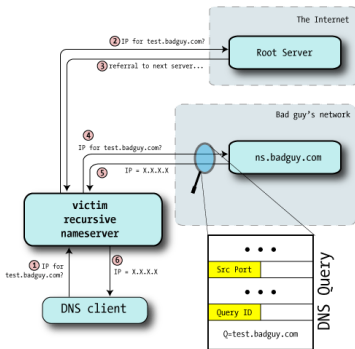 The Internet
② IP for test.badguy.com?
Root Server
③ referral to next server...
Bad guy's network
④
IP for test.badguy.com?
⑤
IP = X.X.X.X
ns.badguy.com
victim
recursive
nameserver
① IP for
test.badguy.com?
⑥
IP = X.X.X.X
DNS client
• • •
Src Port
• • •
Query ID
Q=test.badguy.com
DNS Query